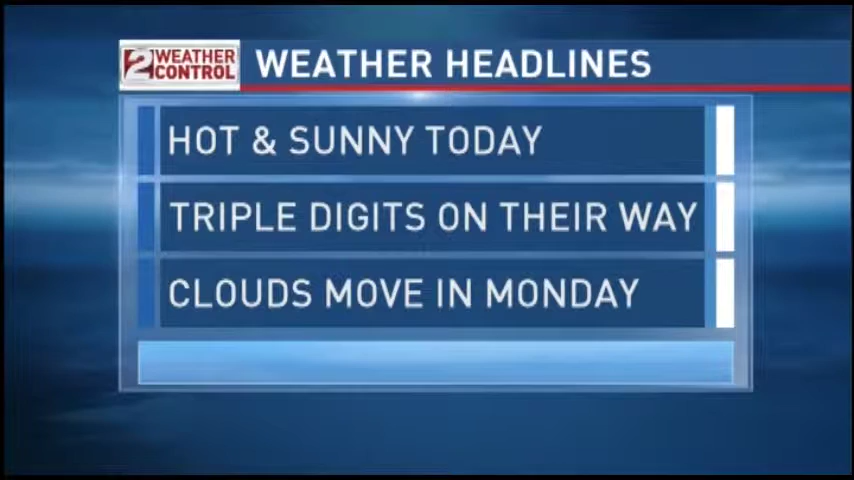 2 WEATHER CONTROL
WEATHER HEADLINES
HOT & SUNNY TODAY
TRIPLE DIGITS ON THEIR WAY
CLOUDS MOVE IN MONDAY